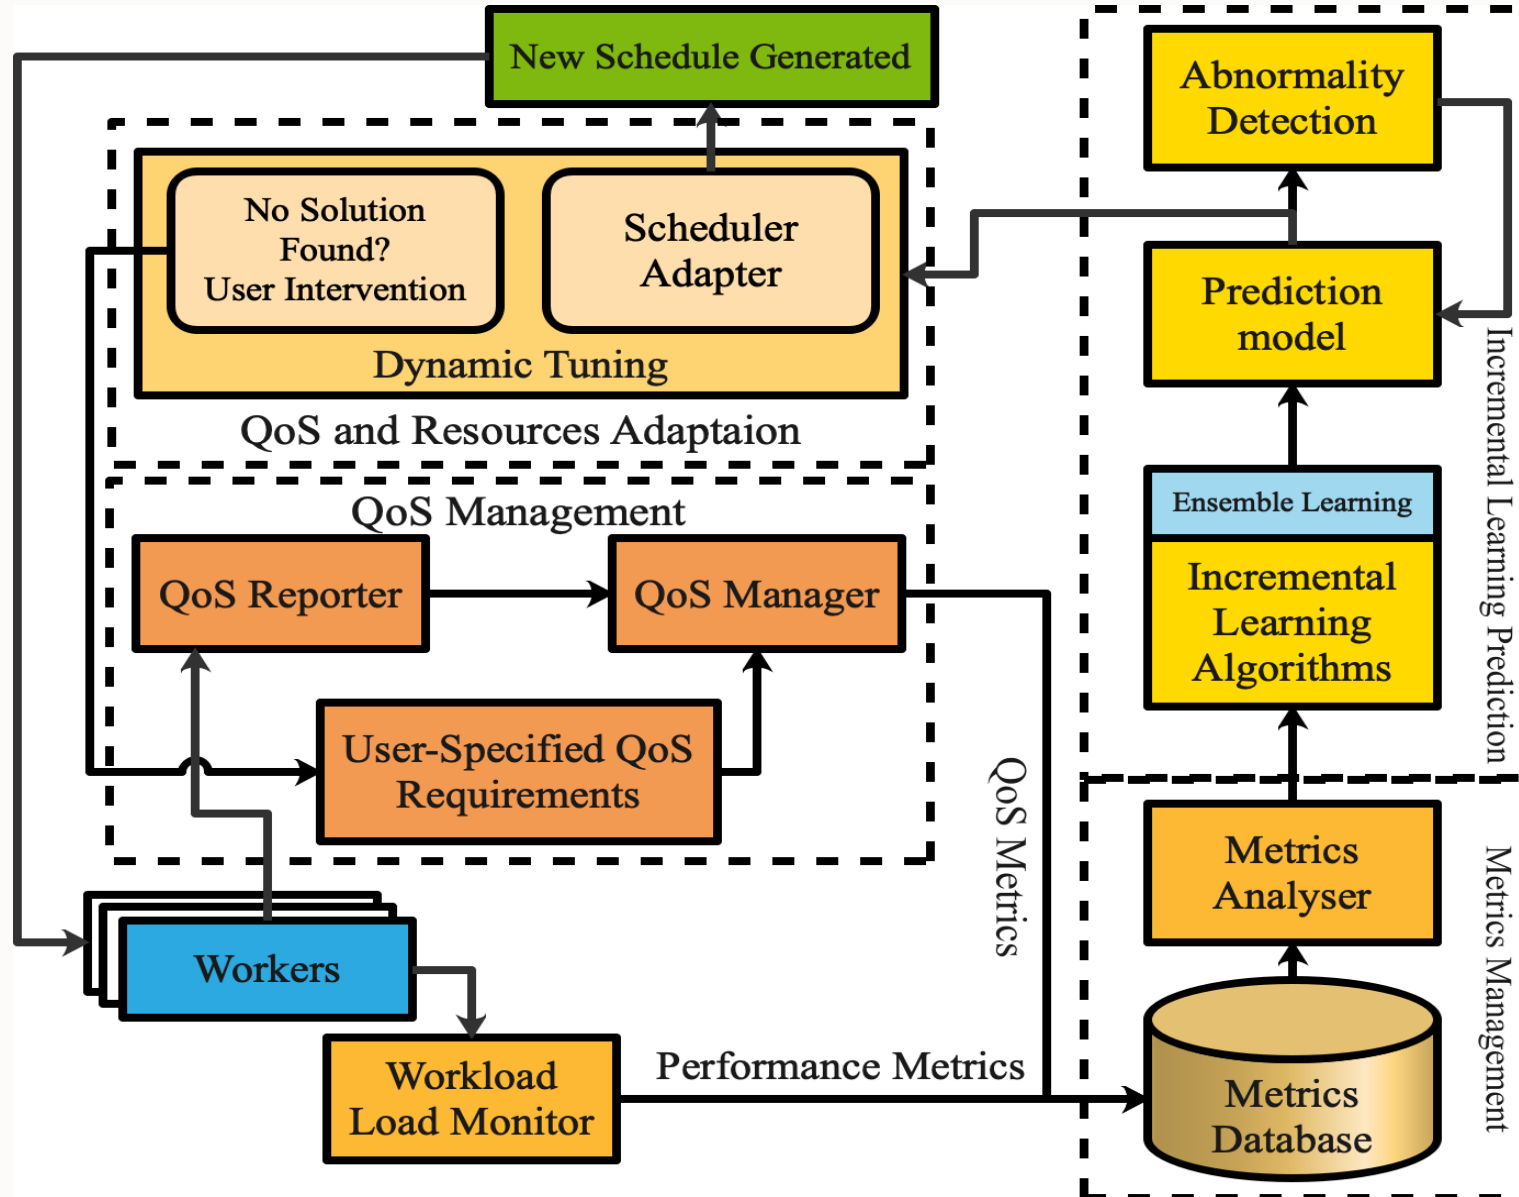 New Schedule Generated
No Solution
Found?
User Intervention
Scheduler
Adapter
Dynamic Tuning
QoS and Resources Adaptaion
QoS Management
QoS Reporter
QoS Manager
User-Specified QoS
Requirements
Workers
Workload
Load Monitor
Performance Metrics
QoS Metrics
Abnormality
Detection
Prediction
model
Ensemble Learning
Incremental
Learning
Algorithms
Incremental Learning Prediction
Metrics
Analyser
Metrics
Database
Metrics Management